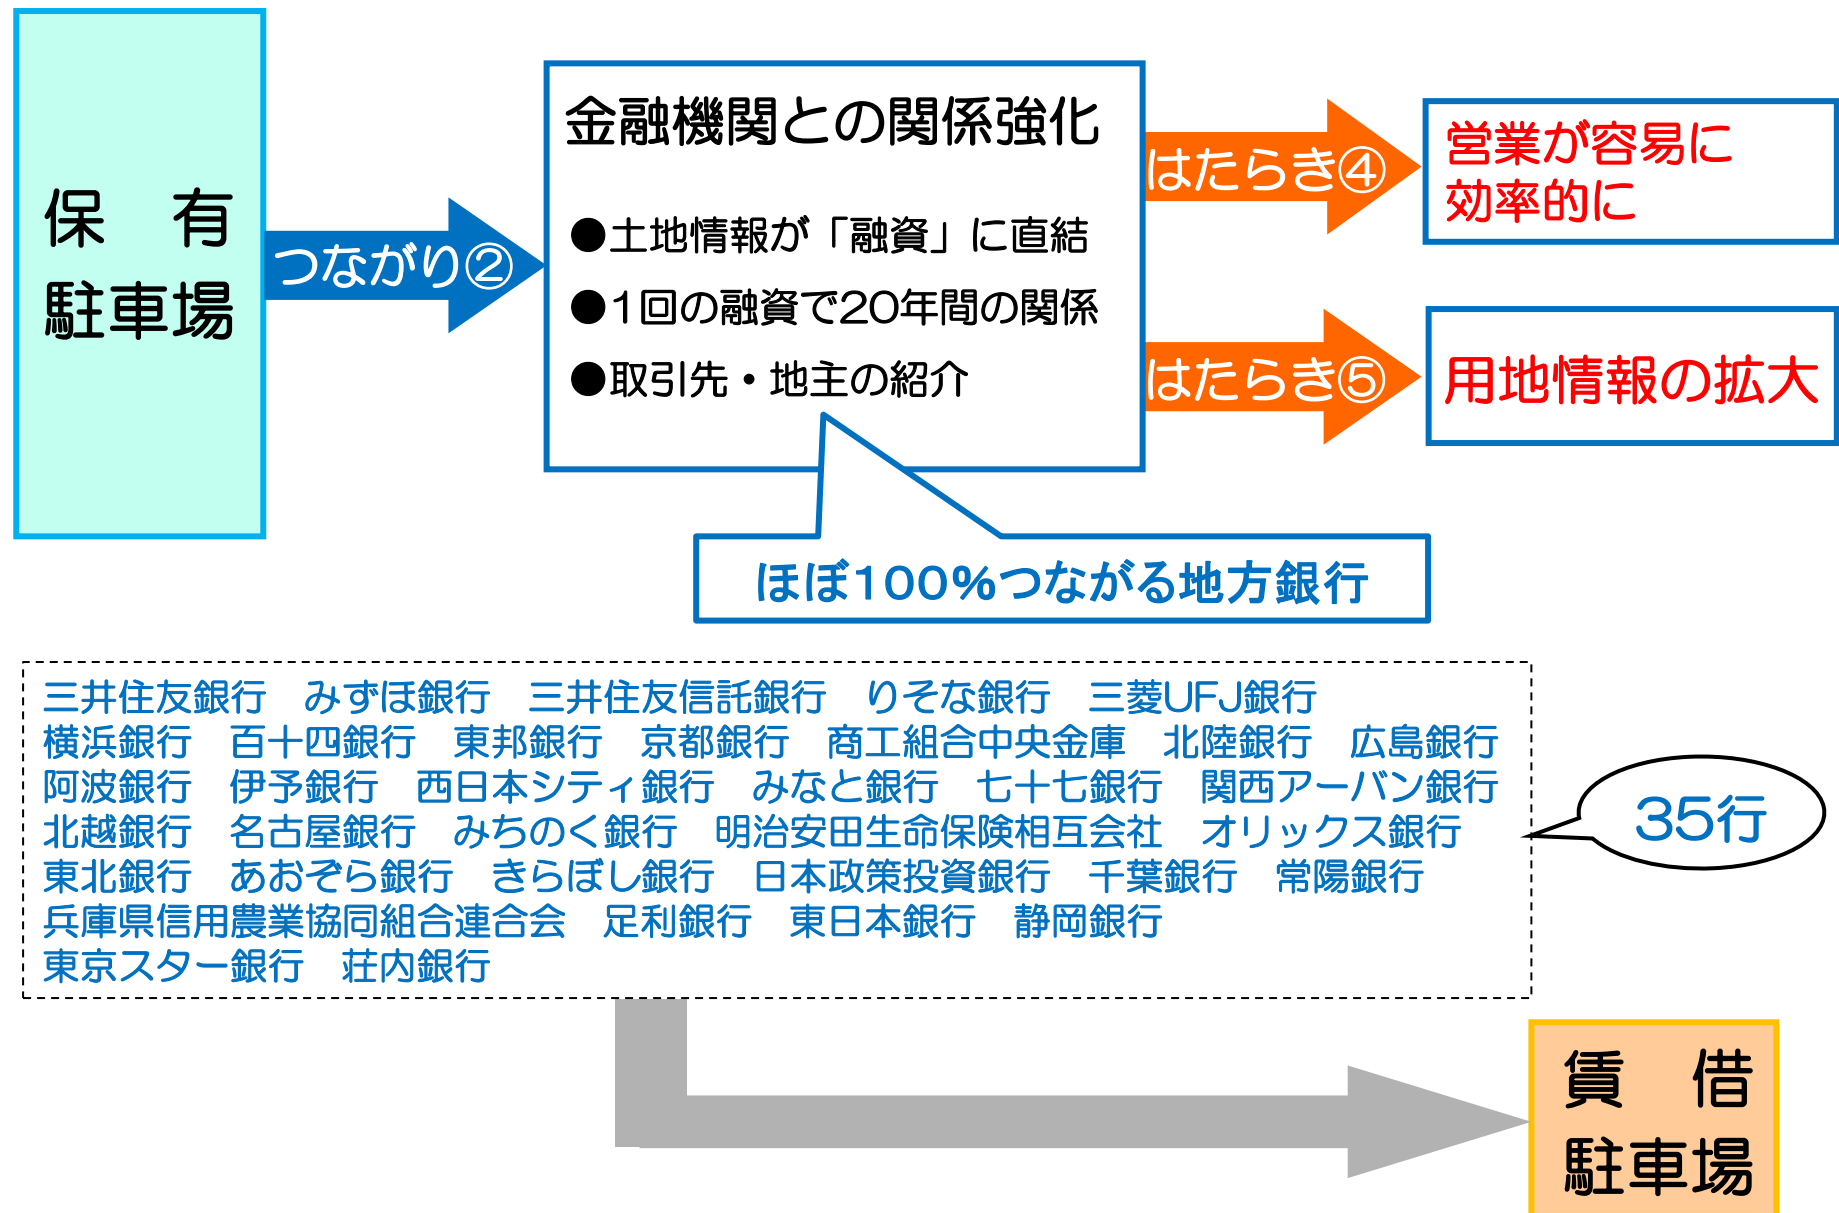 保　有
駐車場
つながり②
金融機関との関係強化
●土地情報が「融資」に直結
●1回の融資で20年間の関係
●取引先・地主の紹介
はたらき④
営業が容易に
効率的に
はたらき⑤
用地情報の拡大
ほぼ100%つながる地方銀行
三井住友銀行　みずほ銀行　三井住友信託銀行　りそな銀行　三菱UFJ銀行
横浜銀行　百十四銀行　東邦銀行　京都銀行　商工組合中央金庫　北陸銀行　広島銀行
阿波銀行　伊予銀行　西日本シティ銀行　みなと銀行　七十七銀行　関西アーバン銀行
北越銀行　名古屋銀行　みちのく銀行　明治安田生命保険相互会社　オリックス銀行
東北銀行　あおぞら銀行　きらぼし銀行　日本政策投資銀行　千葉銀行　常陽銀行
兵庫県信用農業協同組合連合会　足利銀行　東日本銀行　静岡銀行
東京スター銀行　荘内銀行
35行
賃　借
駐車場